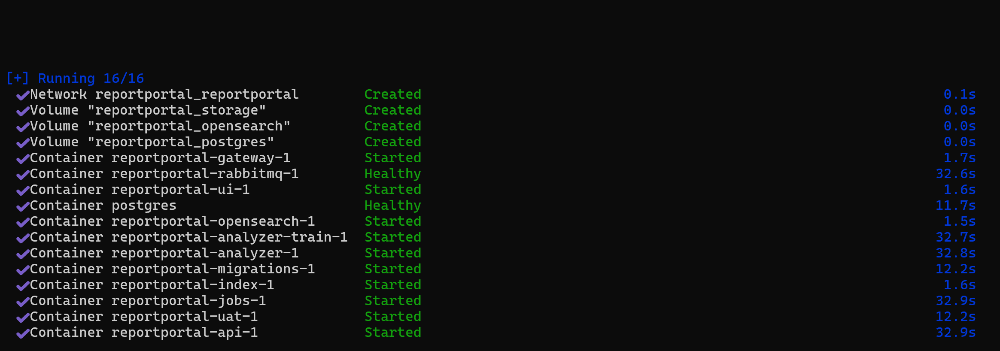 [+] Running 16/16
✔Network reportportal_reportportal Created 0.1s
✔Volume "reportportal_storage" Created 0.0s
✔Volume "reportportal_opensearch" Created 0.0s
✔Volume "reportportal_postgres" Created 0.0s
✔Container reportportal-gateway-1 Started 1.7s
✔Container reportportal-rabbitmq-1 Healthy 32.6s
✔Container reportportal-ui-1 Started 1.6s
✔Container postgres Healthy 11.7s
✔Container reportportal-opensearch-1 Started 1.5s
✔Container reportportal-analyzer-train-1 Started 32.7s
✔Container reportportal-analyzer-1 Started 32.8s
✔Container reportportal-migrations-1 Started 12.2s
✔Container reportportal-index-1 Started 1.6s
✔Container reportportal-jobs-1 Started 32.9s
✔Container reportportal-uat-1 Started 12.2s
✔Container reportportal-api-1 Started 32.9s